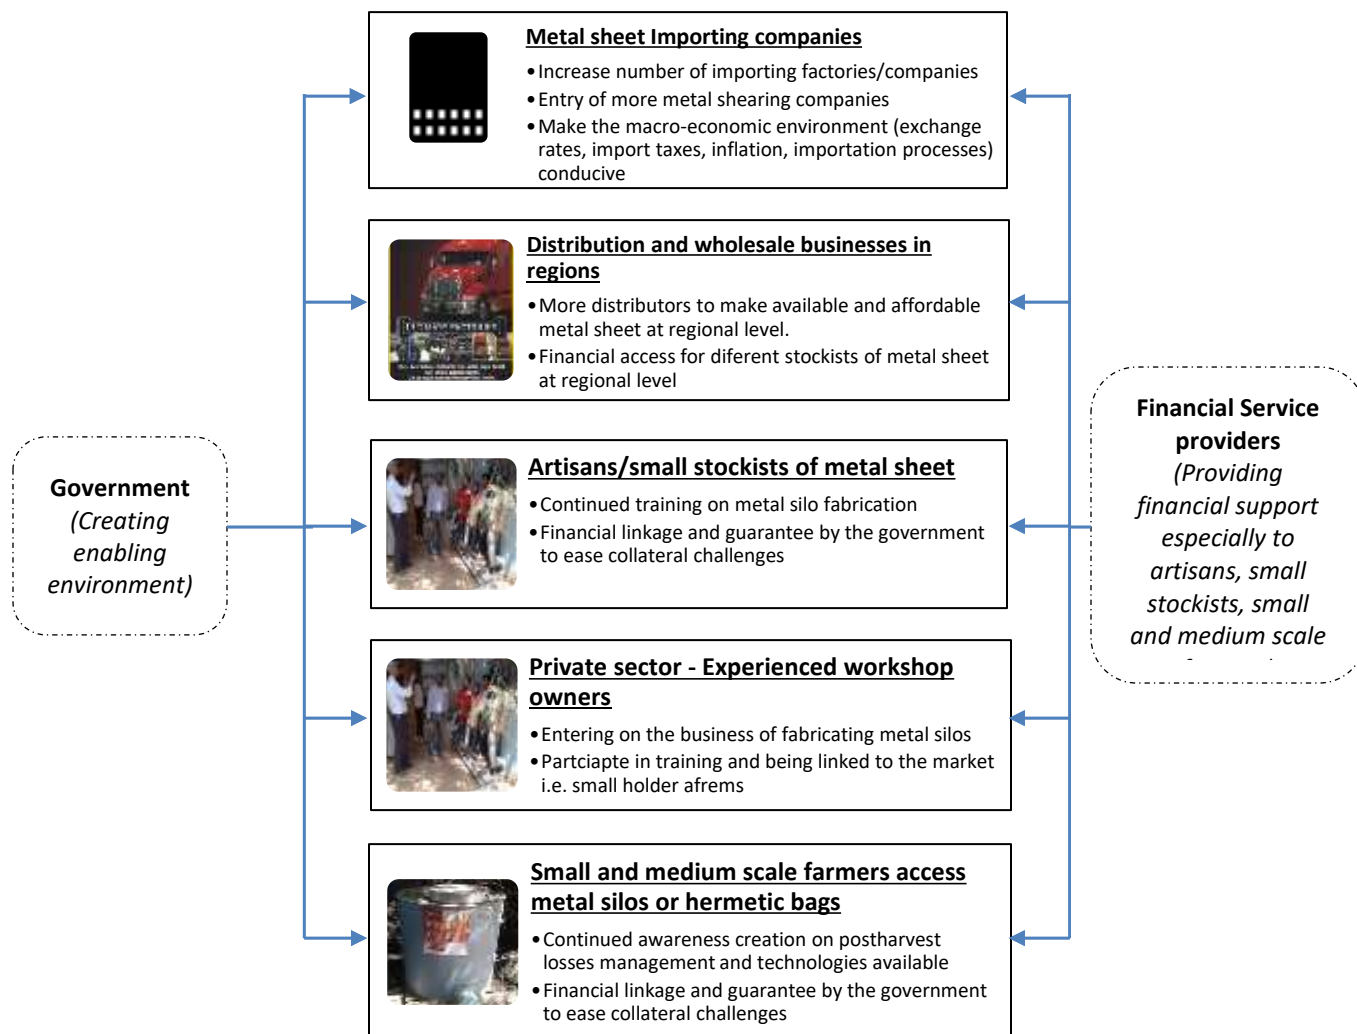 Metal sheet Importing companies
•Increase number of importing factories/companies
•Entry of more metal shearing companies
•Make the macro-economic environment (exchange
rates, import taxes, inflation, importation processes)
conducive
Distribution and wholesale businesses in
regions
•More distributors to make available and affordable
metal sheet at regional level.
•Financial access for diferent stockists of metal sheet
at regional level
Artisans/small stockists of metal sheet
•Continued training on metal silo fabrication
•Financial linkage and guarantee by the government
to ease collateral challenges
Private sector - Experienced workshop
owners
•Entering on the business of fabricating metal silos
•Partciapte in training and being linked to the market
i.e. small holder afrems
Small and medium scale farmers access
metal silos or hermetic bags
•Continued awareness creation on postharvest
losses management and technologies available
•Financial linkage and guarantee by the government
to ease collateral challenges
Government
(Creating
enabling
environment)
Financial Service
providers
(Providing
financial support
especially to
artisans, small
stockists, small
and medium scale